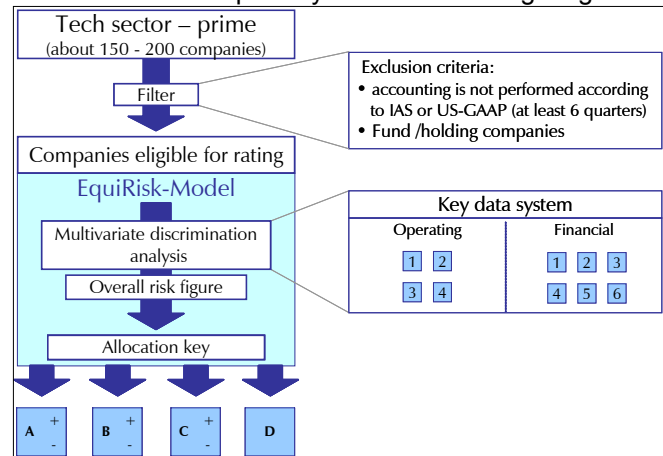 Tech sector – prime
(about 150 - 200 companies)
Filter
Exclusion criteria:
• accounting is not performed according
to IAS or US-GAAP (at least 6 quarters)
• Fund /holding companies
Companies eligible for rating
EquiRisk-Model
Multivariate discrimination
analysis
Overall risk figure
Allocation key
Key data system
Operating Financial
1 2 1 2 3
3 4 4 5 6
A + - B + - C + - D